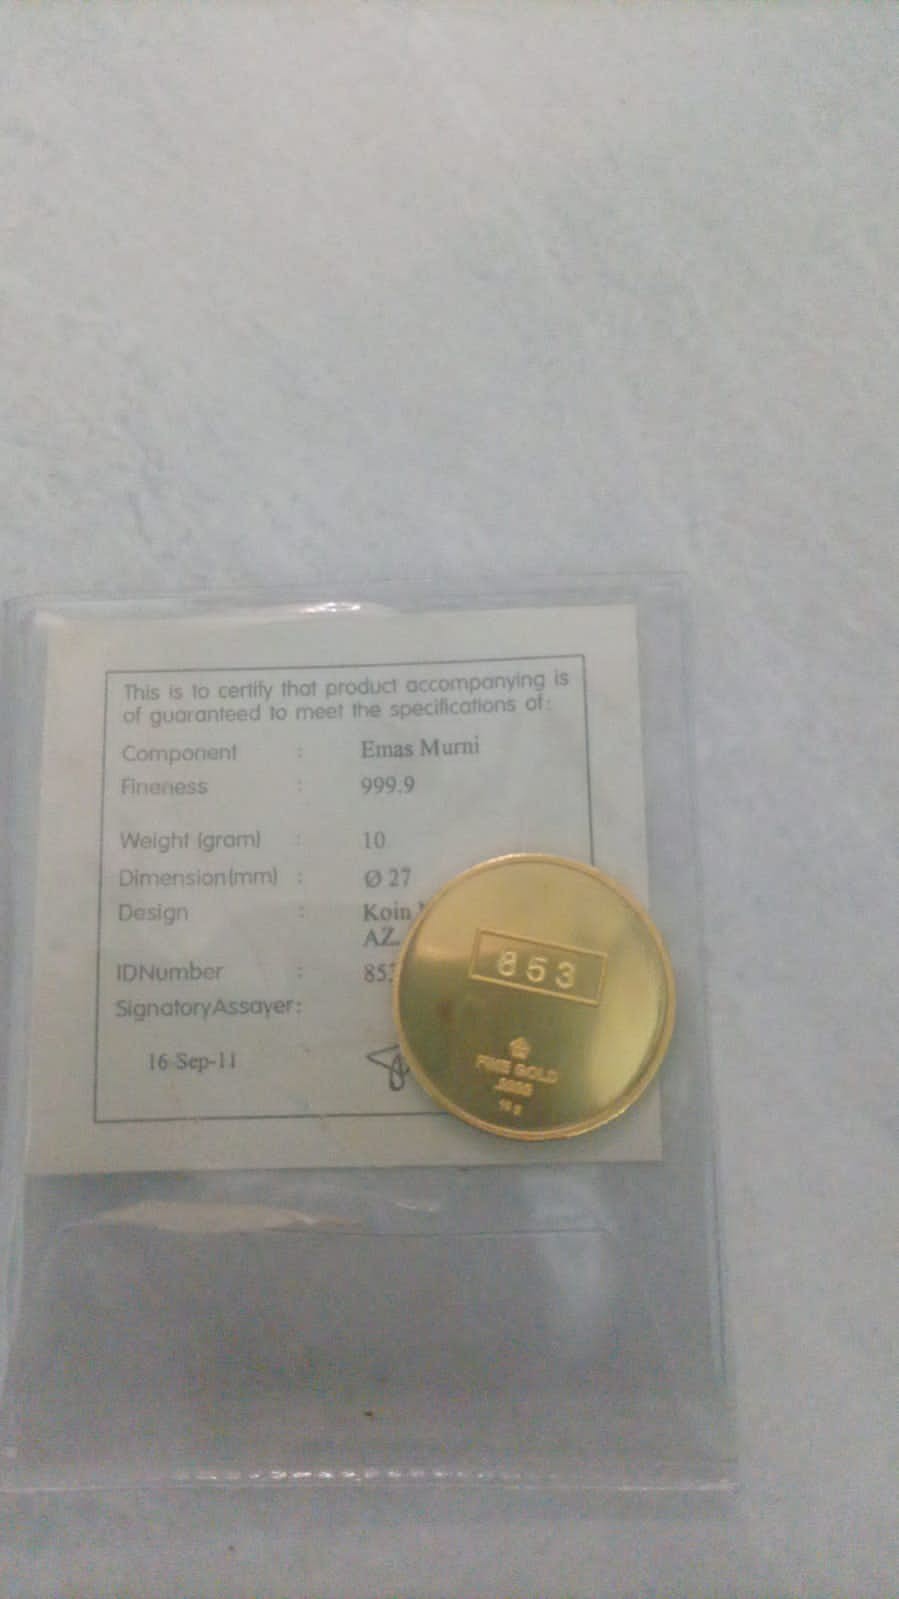 This is to certify that product accompanying is
of guaranteed to meet the specifications of:
Component : Emas Murni
Fineness : 999.9
Weight (gram) : 10
Dimension(mm) : Ø 27
Design : Koin
AZ.
IDNumber : 853
SignatoryAssayer:
16-Sep-11
853
FINE GOLD
10 g